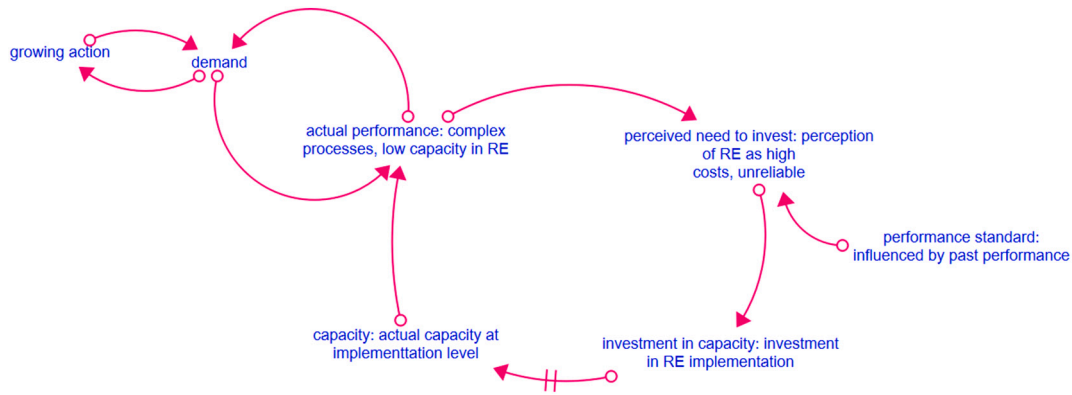 growing action
demand
actual performance: complex
processes, low capacity in RE
perceived need to invest: perception
of RE as high
costs, unreliable
performance standard:
influenced by past performance
capacity: actual capacity at
implementtation level
investment in capacity: investment
in RE implementation